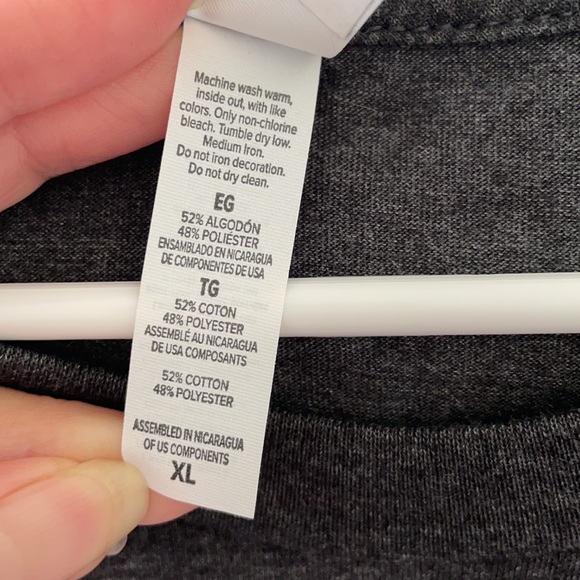 Machine wash warm,
inside out, with like
colors. Only non-chlorine
bleach. Tumble dry low.
Medium Iron.
Do not iron decoration.
Do not dry clean.
EG
52% ALGODÓN
48% POLIÉSTER
ENSAMBLADO EN NICARAGUA
DE COMPONENTES DE USA
TG
52% COTON
48% POLYESTER
ASSEMBLÉ AU NICARAGUA
DE USA COMPOSANTS
52% COTTON
48% POLYESTER
ASSEMBLED IN NICARAGUA
OF US COMPONENTS
XL